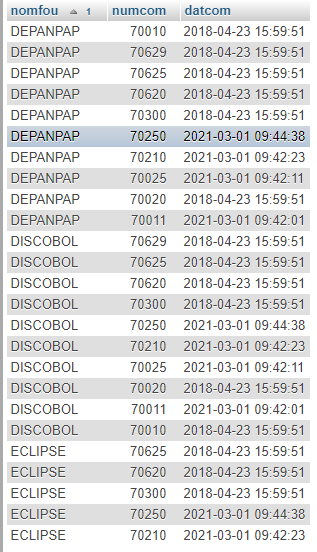 nomfou 1 numcom datcom
DEPANPAP 70010 2018-04-23 15:59:51
DEPANPAP 70629 2018-04-23 15:59:51
DEPANPAP 70625 2018-04-23 15:59:51
DEPANPAP 70620 2018-04-23 15:59:51
DEPANPAP 70300 2018-04-23 15:59:51
DEPANPAP 70250 2021-03-01 09:44:38
DEPANPAP 70210 2021-03-01 09:42:23
DEPANPAP 70025 2021-03-01 09:42:11
DEPANPAP 70020 2018-04-23 15:59:51
DEPANPAP 70011 2021-03-01 09:42:01
DISCOBOL 70629 2018-04-23 15:59:51
DISCOBOL 70625 2018-04-23 15:59:51
DISCOBOL 70620 2018-04-23 15:59:51
DISCOBOL 70300 2018-04-23 15:59:51
DISCOBOL 70250 2021-03-01 09:44:38
DISCOBOL 70210 2021-03-01 09:42:23
DISCOBOL 70025 2021-03-01 09:42:11
DISCOBOL 70020 2018-04-23 15:59:51
DISCOBOL 70011 2021-03-01 09:42:01
DISCOBOL 70010 2018-04-23 15:59:51
ECLIPSE 70625 2018-04-23 15:59:51
ECLIPSE 70620 2018-04-23 15:59:51
ECLIPSE 70300 2018-04-23 15:59:51
ECLIPSE 70250 2021-03-01 09:44:38
ECLIPSE 70210 2021-03-01 09:42:23